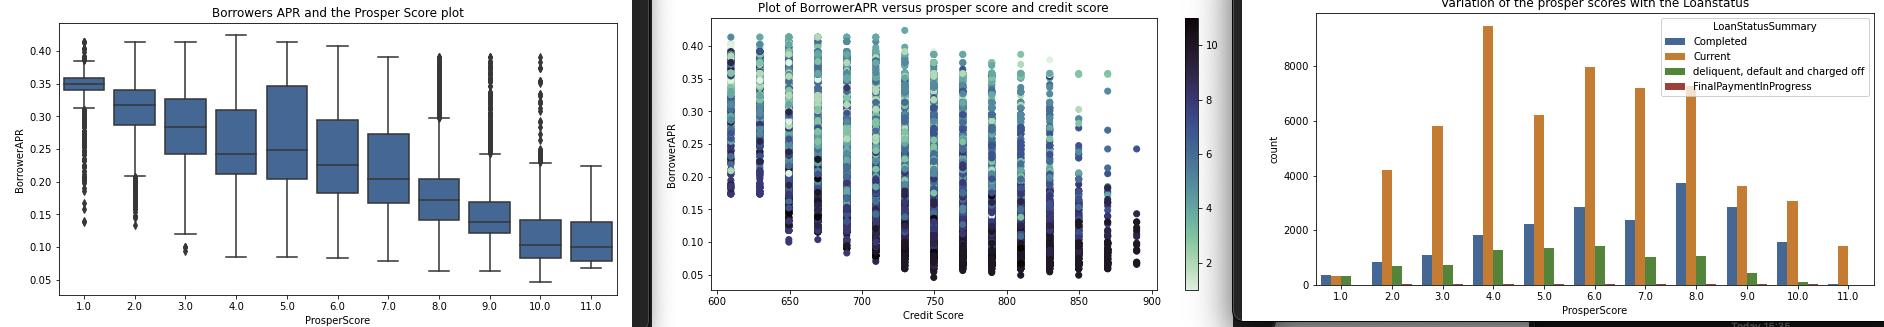 Borrowers APR and the Prosper Score plot
BorrowerAPR
0.40
0.35
0.30
0.25
0.20
0.15
0.10
0.05
1.0 2.0 3.0 4.0 5.0 6.0 7.0 8.0 9.0 10.0 11.0
ProsperScore
Plot of BorrowerAPR versus prosper score and credit score
BorrowerAPR
0.40
0.35
0.30
0.25
0.20
0.15
0.10
0.05
600 650 700 750 800 850 900
Credit Score
10
8
6
4
2
Variation of the prosper scores with the Loanstatus
LoanStatusSummary
Completed
Current
deliquent, default and charged off
FinalPaymentInProgress
count
8000
6000
4000
2000
0
1.0 2.0 3.0 4.0 5.0 6.0 7.0 8.0 9.0 10.0 11.0
ProsperScore
Today 16:35